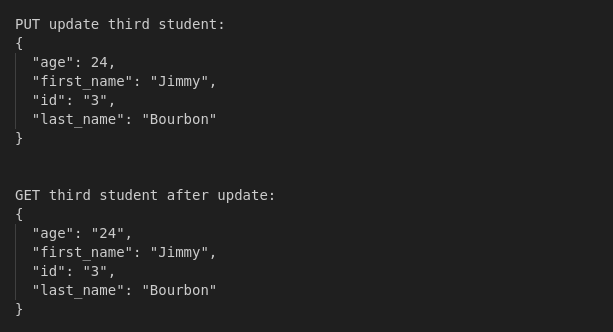 PUT update third student:
{
  "age": 24,
  "first_name": "Jimmy",
  "id": "3",
  "last_name": "Bourbon"
}
GET third student after update:
{
  "age": "24",
  "first_name": "Jimmy",
  "id": "3",
  "last_name": "Bourbon"
}